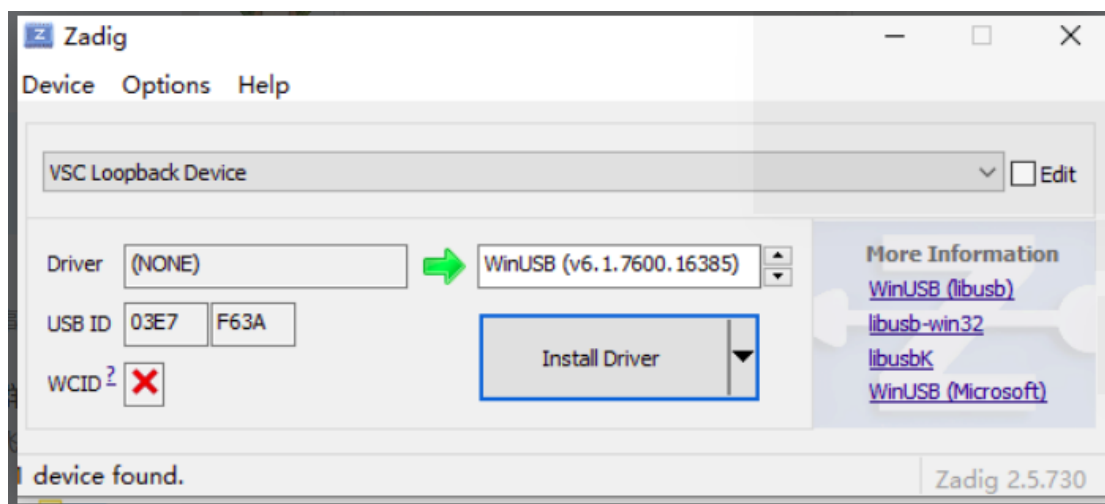 Zadig
Device Options Help
VSC Loopback Device
Edit
Driver (NONE) WinUSB (v6.1.7600.16385)
USB ID 03E7 F63A
WCID ?
Install Driver
More Information
WinUSB (libusb)
libusb-win32
libusbK
WinUSB (Microsoft)
device found.
Zadig 2.5.730